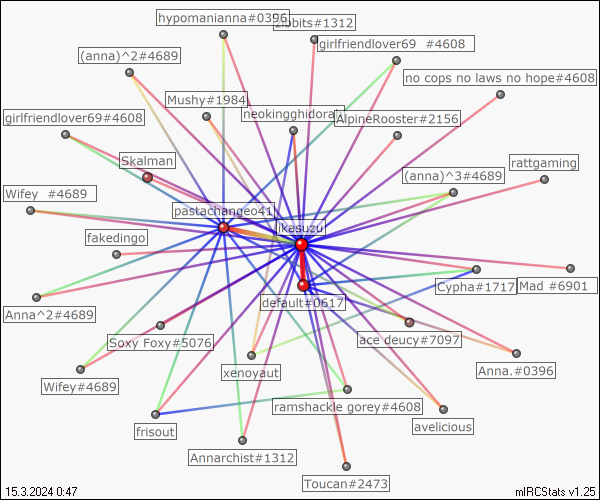 hypomanianna#0396
zibbits#1312
girlfriendlover69 #4608
(anna)^2#4689
no cops no laws no hope#4608
Mushy#1984
neokingghidorah
AlpineRooster#2156
girlfriendlover69#4608
Skalman
rattgaming
(anna)^3#4689
Wifey #4689
pastachangeo41
ikasuzu
fakedingo
Cypha#1717
Mad #6901
default#0617
Anna^2#4689
Soxy Foxy#5076
ace deucy#7097
xenoyaut
Anna.#0396
Wifey#4689
ramshackle gorey#4608
frisout
avelicious
Annarchist#1312
Toucan#2473
15.3.2024 0:47
mIRCStats v1.25